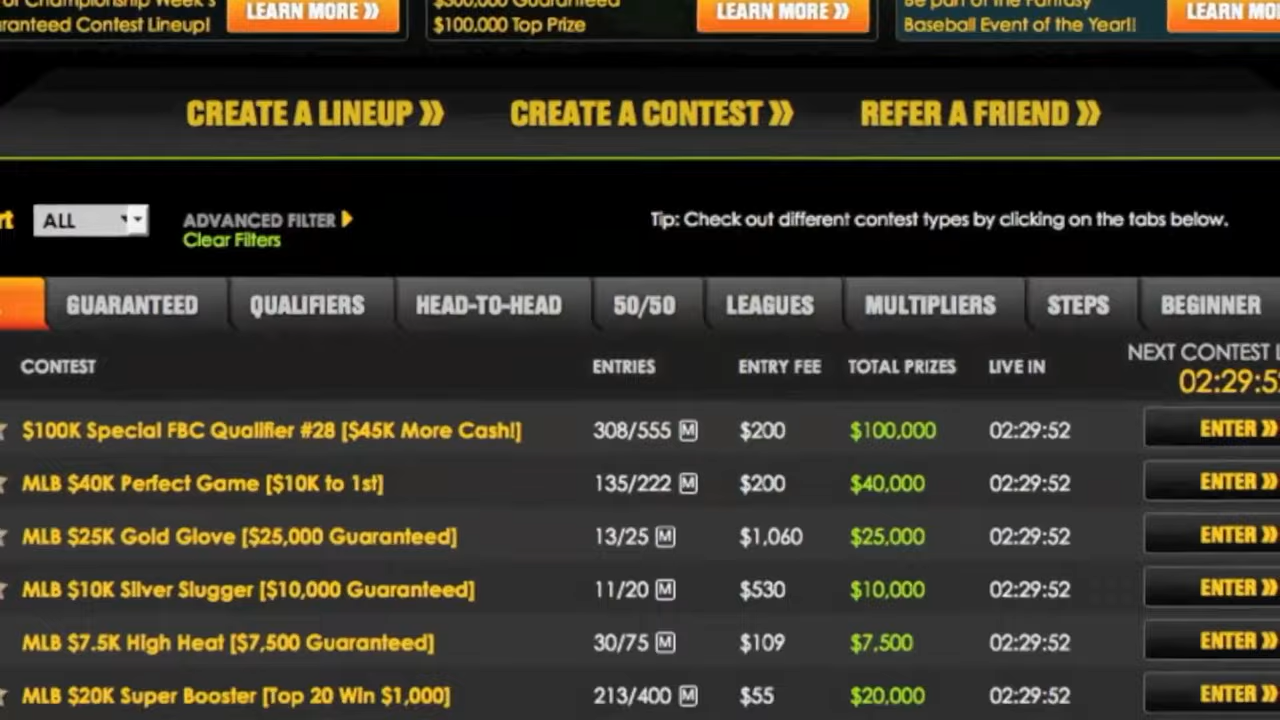 LEARN MORE »
ranteed Contest Lineup!
LEARN MORE »
$100,000 Top Prize
LEARN MO
Baseball Event of the Year!!
CREATE A LINEUP » CREATE A CONTEST » REFER A FRIEND »
rt ALL ADVANCED FILTER
Clear Filters
Tip: Check out different contest types by clicking on the tabs below.
GUARANTEED QUALIFIERS HEAD-TO-HEAD 50/50 LEAGUES MULTIPLIERS STEPS BEGINNER
NEXT CONTEST L
CONTEST ENTRIES ENTRY FEE TOTAL PRIZES LIVE IN
02:29:52
$100K Special FBC Qualifier #28 [$45K More Cash!] 308/555 M $200 $100,000 02:29:52 ENTER »
MLB $40K Perfect Game [$10K to 1st] 135/222 M $200 $40,000 02:29:52 ENTER »
MLB $25K Gold Glove [$25,000 Guaranteed] 13/25 M $1,060 $25,000 02:29:52 ENTER »
MLB $10K Silver Slugger [$10,000 Guaranteed] 11/20 M $530 $10,000 02:29:52 ENTER »
MLB $7.5K High Heat [$7,500 Guaranteed] 30/75 M $109 $7,500 02:29:52 ENTER »
MLB $20K Super Booster [Top 20 Win $1,000] 213/400 M $55 $20,000 02:29:52 ENTER »